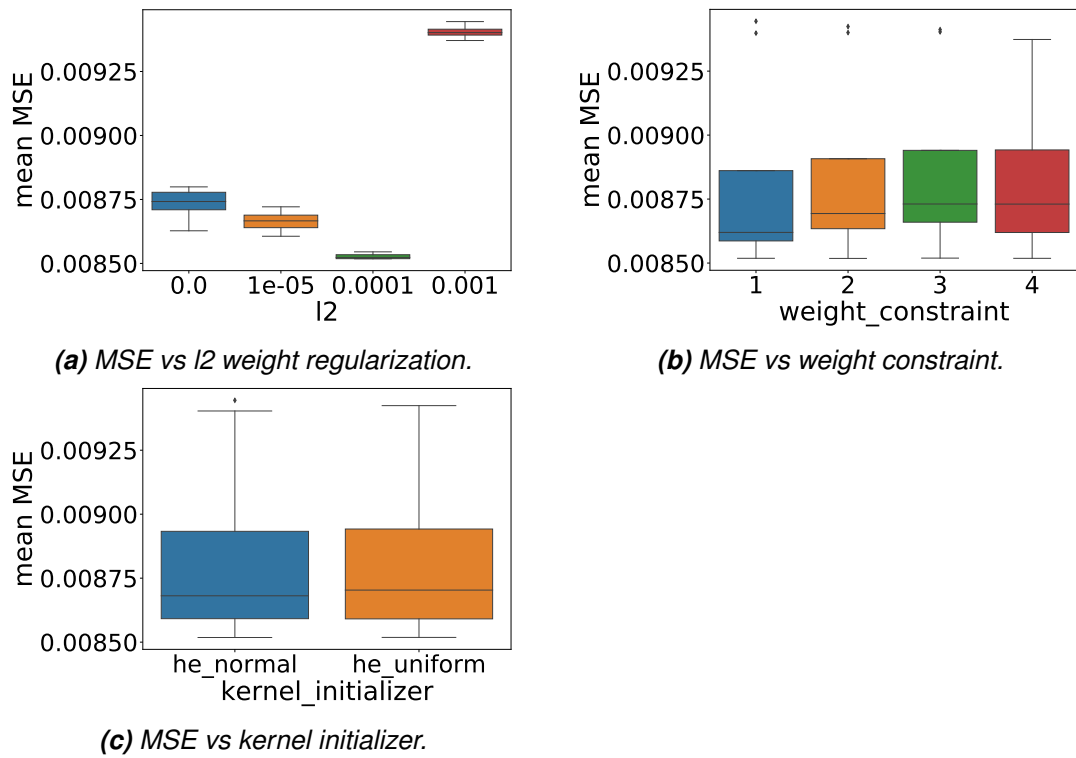 mean MSE
0.00925
0.00900
0.00875
0.00850
0.0 1e-05 0.0001 0.001
l2
(a) MSE vs l2 weight regularization.
mean MSE
0.00925
0.00900
0.00875
0.00850
1 2 3 4
weight_constraint
(b) MSE vs weight constraint.
mean MSE
0.00925
0.00900
0.00875
0.00850
he_normal he_uniform
kernel_initializer
(c) MSE vs kernel initializer.